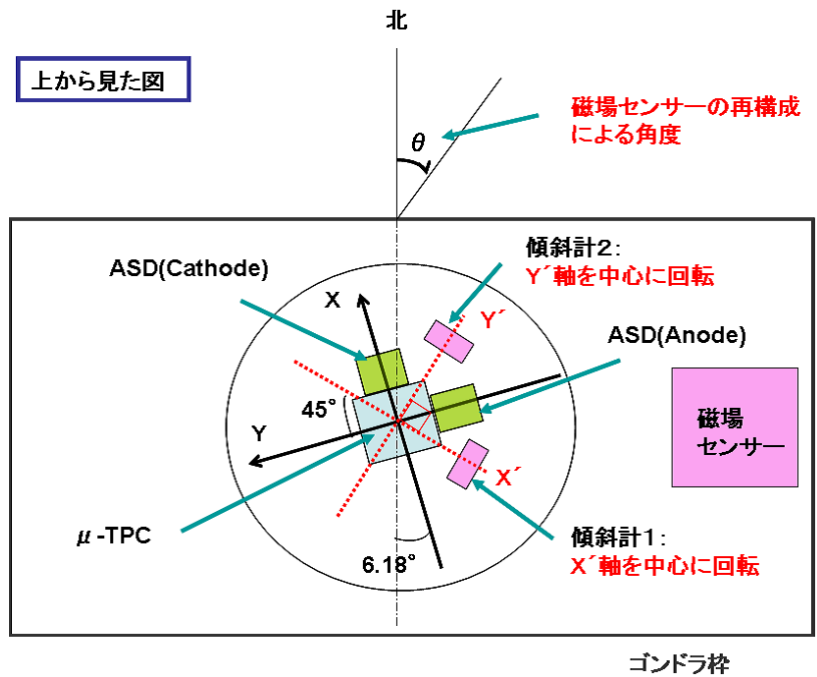 北
上から見た図
磁場センサーの再構成
による角度
θ
傾斜計2:
Y´軸を中心に回転
ASD(Cathode)
X
Y´
ASD(Anode)
45°
磁場
センサー
Y
X´
μ-TPC
傾斜計1:
X´軸を中心に回転
6.18°
ゴンドラ枠